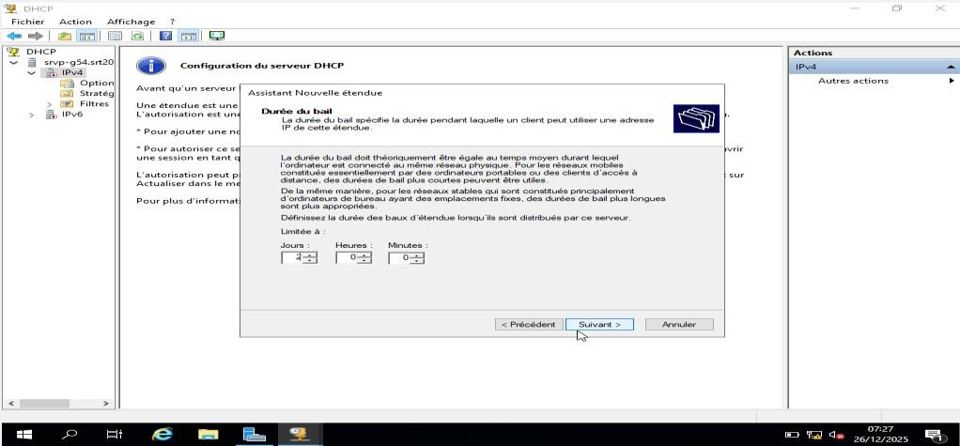 DHCP
Fichier Action Affichage ?
DHCP
srvp-g54.srt20
IPv4
Option
Stratég
Filtres
IPv6
Configuration du serveur DHCP
Avant qu'un serveur
Une étendue est une
L'autorisation est une
* Pour ajouter une no
* Pour autoriser ce se
une session en tant q
L'autorisation peut p
Actualiser dans le me
Pour plus d'informati
vrir
sur
Assistant Nouvelle étendue
Durée du bail
La durée du bail spécifie la durée pendant laquelle un client peut utiliser une adresse
IP de cette étendue.
La durée du bail doit théoriquement être égale au temps moyen durant lequel
l'ordinateur est connecté au même réseau physique. Pour les réseaux mobiles
constitués essentiellement par des ordinateurs portables ou des clients d'accès à
distance, des durées de bail plus courtes peuvent être utiles.
De la même manière, pour les réseaux stables qui sont constitués principalement
d'ordinateurs de bureau ayant des emplacements fixes, des durées de bail plus longues
sont plus appropriées.
Définissez la durée des baux d'étendue lorsqu'ils sont distribués par ce serveur.
Limitée à :
Jours : Heures : Minutes :
0 0
< Précédent Suivant > Annuler
Actions
IPv4
Autres actions
07:27
26/12/2025
1